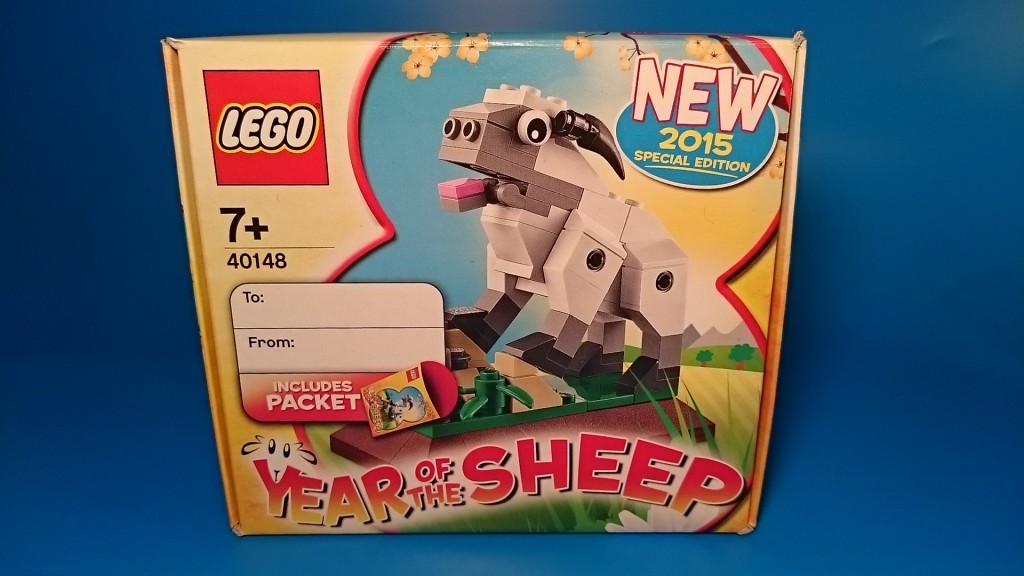 LEGO
7+
40148
To:
From:
INCLUDES
PACKET
NEW
2015
SPECIAL EDITION
YEAR OF THE SHEEP